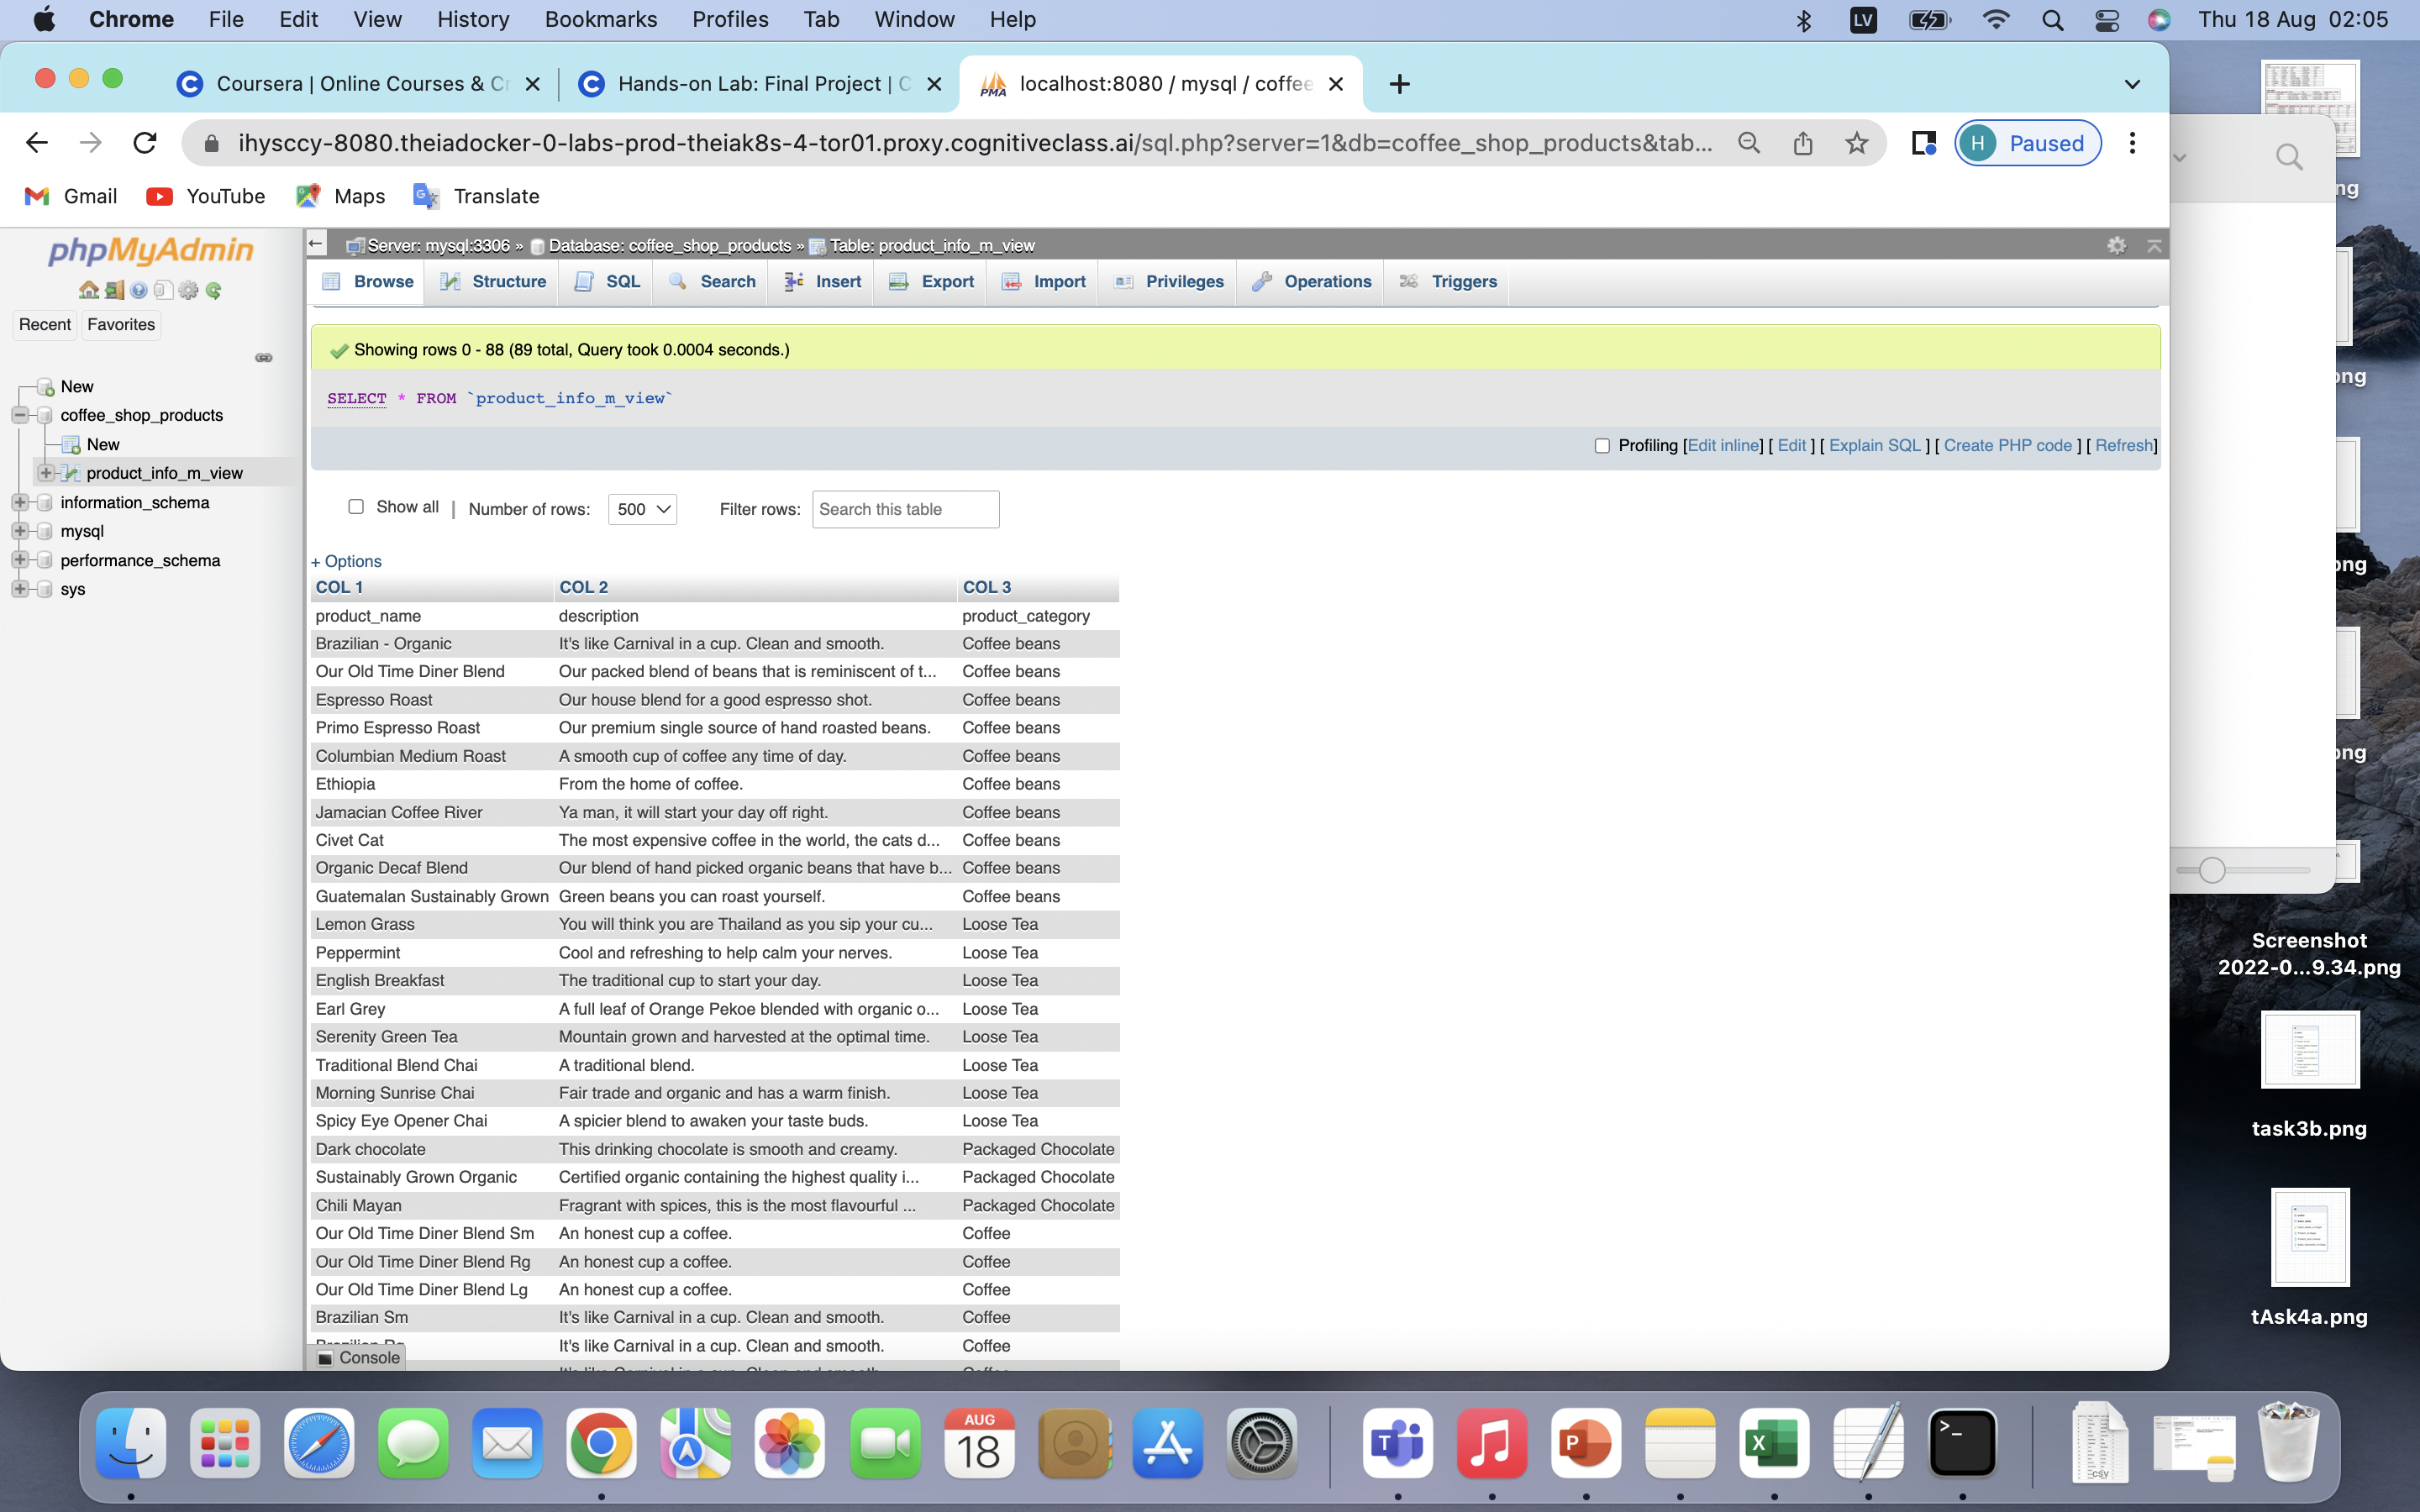 Chrome File Edit View History Bookmarks Profiles Tab Window Help LV Thu 18 Aug 02:05
Coursera | Online Courses & Cr Hands-on Lab: Final Project | C localhost:8080 / mysql / coffee
ihysccy-8080.theiadocker-0-labs-prod-theiak8s-4-tor01.proxy.cognitiveclass.ai/sql.php?server=1&db=coffee_shop_products&tab... H Paused
Gmail YouTube Maps Translate
phpMyAdmin
Recent Favorites
New
coffee_shop_products
New
product_info_m_view
information_schema
mysql
performance_schema
sys
Server: mysql:3306 » Database: coffee_shop_products » Table: product_info_m_view
Browse Structure SQL Search Insert Export Import Privileges Operations Triggers
Showing rows 0 - 88 (89 total, Query took 0.0004 seconds.)
SELECT * FROM `product_info_m_view`
Profiling [Edit inline] [ Edit ] [ Explain SQL ] [ Create PHP code ] [ Refresh]
Show all | Number of rows: 500 Filter rows: Search this table
+ Options
COL 1 COL 2 COL 3
product_name description product_category
Brazilian - Organic It's like Carnival in a cup. Clean and smooth. Coffee beans
Our Old Time Diner Blend Our packed blend of beans that is reminiscent of t... Coffee beans
Espresso Roast Our house blend for a good espresso shot. Coffee beans
Primo Espresso Roast Our premium single source of hand roasted beans. Coffee beans
Columbian Medium Roast A smooth cup of coffee any time of day. Coffee beans
Ethiopia From the home of coffee. Coffee beans
Jamacian Coffee River Ya man, it will start your day off right. Coffee beans
Civet Cat The most expensive coffee in the world, the cats d... Coffee beans
Organic Decaf Blend Our blend of hand picked organic beans that have b... Coffee beans
Guatemalan Sustainably Grown Green beans you can roast yourself. Coffee beans
Lemon Grass You will think you are Thailand as you sip your cu... Loose Tea
Peppermint Cool and refreshing to help calm your nerves. Loose Tea
English Breakfast The traditional cup to start your day. Loose Tea
Earl Grey A full leaf of Orange Pekoe blended with organic o... Loose Tea
Serenity Green Tea Mountain grown and harvested at the optimal time. Loose Tea
Traditional Blend Chai A traditional blend. Loose Tea
Morning Sunrise Chai Fair trade and organic and has a warm finish. Loose Tea
Spicy Eye Opener Chai A spicier blend to awaken your taste buds. Loose Tea
Dark chocolate This drinking chocolate is smooth and creamy. Packaged Chocolate
Sustainably Grown Organic Certified organic containing the highest quality i... Packaged Chocolate
Chili Mayan Fragrant with spices, this is the most flavourful ... Packaged Chocolate
Our Old Time Diner Blend Sm An honest cup a coffee. Coffee
Our Old Time Diner Blend Rg An honest cup a coffee. Coffee
Our Old Time Diner Blend Lg An honest cup a coffee. Coffee
Brazilian Sm It's like Carnival in a cup. Clean and smooth. Coffee
It's like Carnival in a cup. Clean and smooth. Coffee
Console
ng
png
png
png
Screenshot
2022-0...9.34.png
task3b.png
tAsk4a.png
AUG
18
CSV